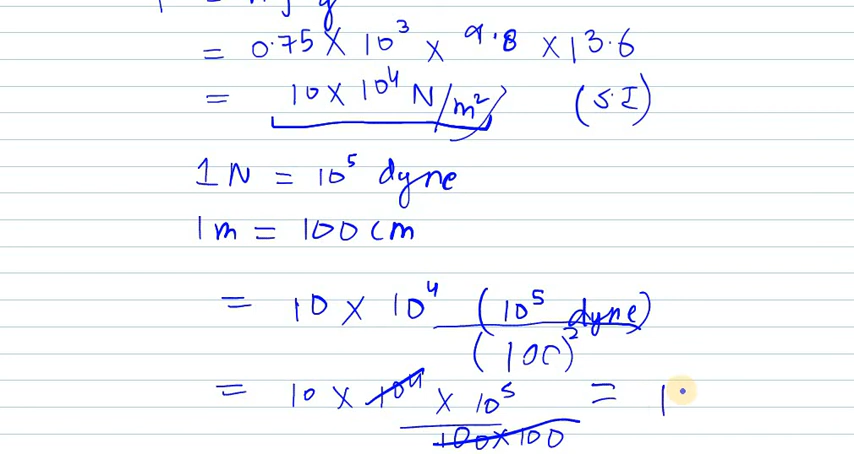 = 0.75 × 10³ × 9.8 × 13.6
= 10 × 10⁴ N/m² (S.I)
1 N = 10⁵ dyne
1 m = 100 cm
= 10 × 10⁴ (10⁵ dyne)
(100)²
= 10 × 10⁴ × 10⁵ = 1
100×100